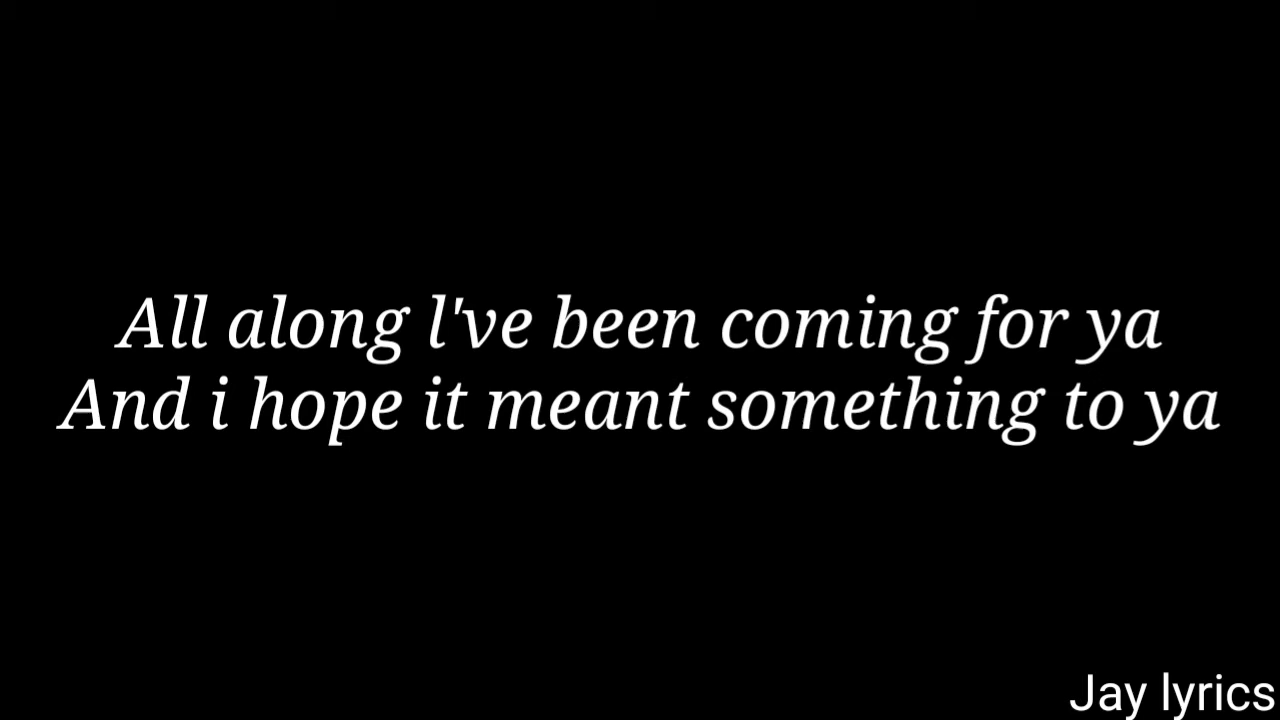 All along l've been coming for ya
And i hope it meant something to ya
Jay lyrics